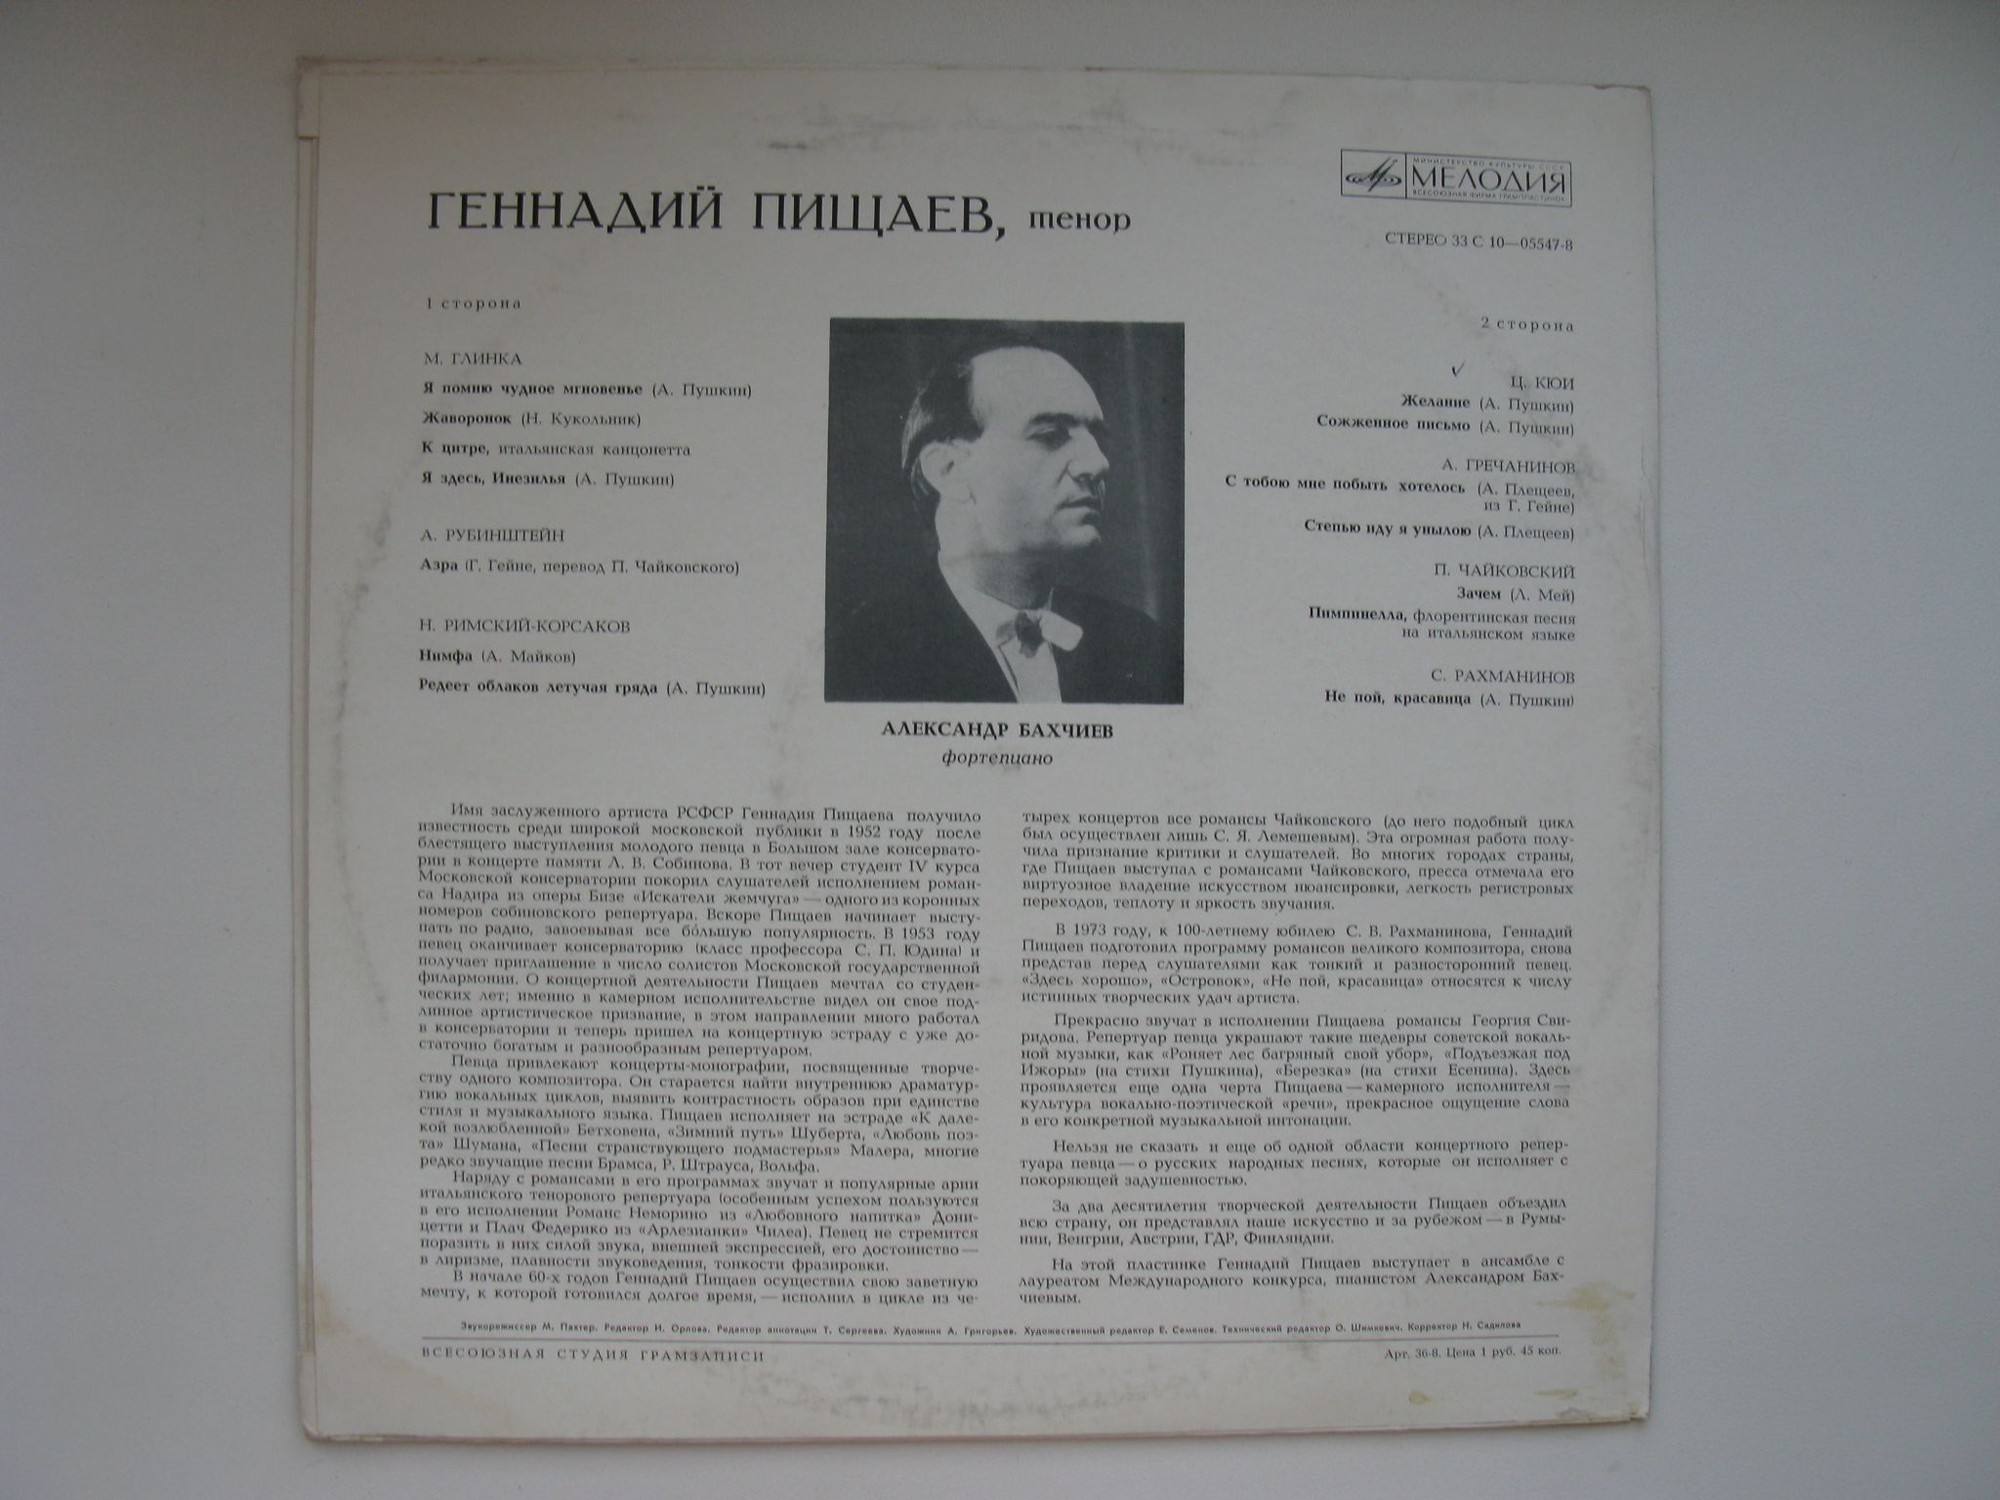 МИНИСТЕРСТВО КУЛЬТУРЫ СССР
МЕЛОДИЯ
ВСЕСОЮЗНАЯ ФИРМА ГРАМПЛАСТИНОК
ГЕННАДИЙ ПИЩАЕВ, тенор
СТЕРЕО 33 С 10—05547-8
1 сторона
М. ГЛИНКА
Я помню чудное мгновенье (А. Пушкин)
Жаворонок (Н. Кукольник)
К цитре, итальянская канцонетта
Я здесь, Инезилья (А. Пушкин)
А. РУБИНШТЕЙН
Азра (Г. Гейне, перевод П. Чайковского)
Н. РИМСКИЙ-КОРСАКОВ
Нимфа (А. Майков)
Редеет облаков летучая гряда (А. Пушкин)
АЛЕКСАНДР БАХЧИЕВ
фортепиано
2 сторона
Ц. КЮИ
Желание (А. Пушкин)
Сожженное письмо (А. Пушкин)
А. ГРЕЧАНИНОВ
С тобою мне побыть хотелось (А. Плещеев,
из Г. Гейне)
Степью иду я унылою (А. Плещеев)
П. ЧАЙКОВСКИЙ
Зачем (Л. Мей)
Пимпинелла, флорентинская песня
на итальянском языке
С. РАХМАНИНОВ
Не пой, красавица (А. Пушкин)
Имя заслуженного артиста РСФСР Геннадия Пищаева получило
известность среди широкой московской публики в 1952 году после
блестящего выступления молодого певца в Большом зале консервато-
рии в концерте памяти Л. В. Собинова. В тот вечер студент IV курса
Московской консерватории покорил слушателей исполнением роман-
са Надира из оперы Бизе «Искатели жемчуга» — одного из коронных
номеров собиновского репертуара. Вскоре Пищаев начинает высту-
пать по радио, завоевывая все бо́льшую популярность. В 1953 году
певец оканчивает консерваторию (класс профессора С. П. Юдина) и
получает приглашение в число солистов Московской государственной
филармонии. О концертной деятельности Пищаев мечтал со студен-
ческих лет; именно в камерном исполнительстве видел он свое под-
линное артистическое призвание, в этом направлении много работал
в консерватории и теперь пришел на концертную эстраду с уже до-
статочно богатым и разнообразным репертуаром.
Певца привлекают концерты-монографии, посвященные творче-
ству одного композитора. Он старается найти внутреннюю драматур-
гию вокальных циклов, выявить контрастность образов при единстве
стиля и музыкального языка. Пищаев исполняет на эстраде «К дале-
кой возлюбленной» Бетховена, «Зимний путь» Шуберта, «Любовь поэ-
та» Шумана, «Песни странствующего подмастерья» Малера, многие
редко звучащие песни Брамса, Р. Штрауса, Вольфа.
Наряду с романсами в его программах звучат и популярные арии
итальянского тенорового репертуара (особенным успехом пользуются
в его исполнении Романс Неморино из «Любовного напитка» Дони-
цетти и Плач Федерико из «Арлезианки» Чилеа). Певец не стремится
поразить в них силой звука, внешней экспрессией, его достоинство —
в лиризме, плавности звуковедения, тонкости фразировки.
В начале 60-х годов Геннадий Пищаев осуществил свою заветную
мечту, к которой готовился долгое время, — исполнил в цикле из че-
тырех концертов все романсы Чайковского (до него подобный цикл
был осуществлен лишь С. Я. Лемешевым). Эта огромная работа полу-
чила признание критики и слушателей. Во многих городах страны,
где Пищаев выступал с романсами Чайковского, пресса отмечала его
виртуозное владение искусством нюансировки, легкость регистровых
переходов, теплоту и яркость звучания.
В 1973 году, к 100-летнему юбилею С. В. Рахманинова, Геннадий
Пищаев подготовил программу романсов великого композитора, снова
представ перед слушателями как тонкий и разносторонний певец.
«Здесь хорошо», «Островок», «Не пой, красавица» относятся к числу
истинных творческих удач артиста.
Прекрасно звучат в исполнении Пищаева романсы Георгия Сви-
ридова. Репертуар певца украшают такие шедевры советской вокаль-
ной музыки, как «Роняет лес багряный свой убор», «Подъезжая под
Ижоры» (на стихи Пушкина), «Березка» (на стихи Есенина). Здесь
проявляется еще одна черта Пищаева — камерного исполнителя —
культура вокально-поэтической «речи», прекрасное ощущение слова
в его конкретной музыкальной интонации.
Нельзя не сказать и еще об одной области концертного репер-
туара певца — о русских народных песнях, которые он исполняет с
покоряющей задушевностью.
За два десятилетия творческой деятельности Пищаев объездил
всю страну, он представлял наше искусство и за рубежом — в Румы-
нии, Венгрии, Австрии, ГДР, Финляндии.
На этой пластинке Геннадий Пищаев выступает в ансамбле с
лауреатом Международного конкурса, пианистом Александром Бах-
чиевым.
Звукорежиссер М. Пахтер. Редактор И. Орлова. Редактор аннотации Т. Сергеева. Художник А. Григорьев. Художественный редактор Е. Семенов. Технический редактор О. Шимкевич. Корректор Н. Садилова
ВСЕСОЮЗНАЯ СТУДИЯ ГРАМЗАПИСИ
Арт. 36-8. Цена 1 руб. 45 коп.